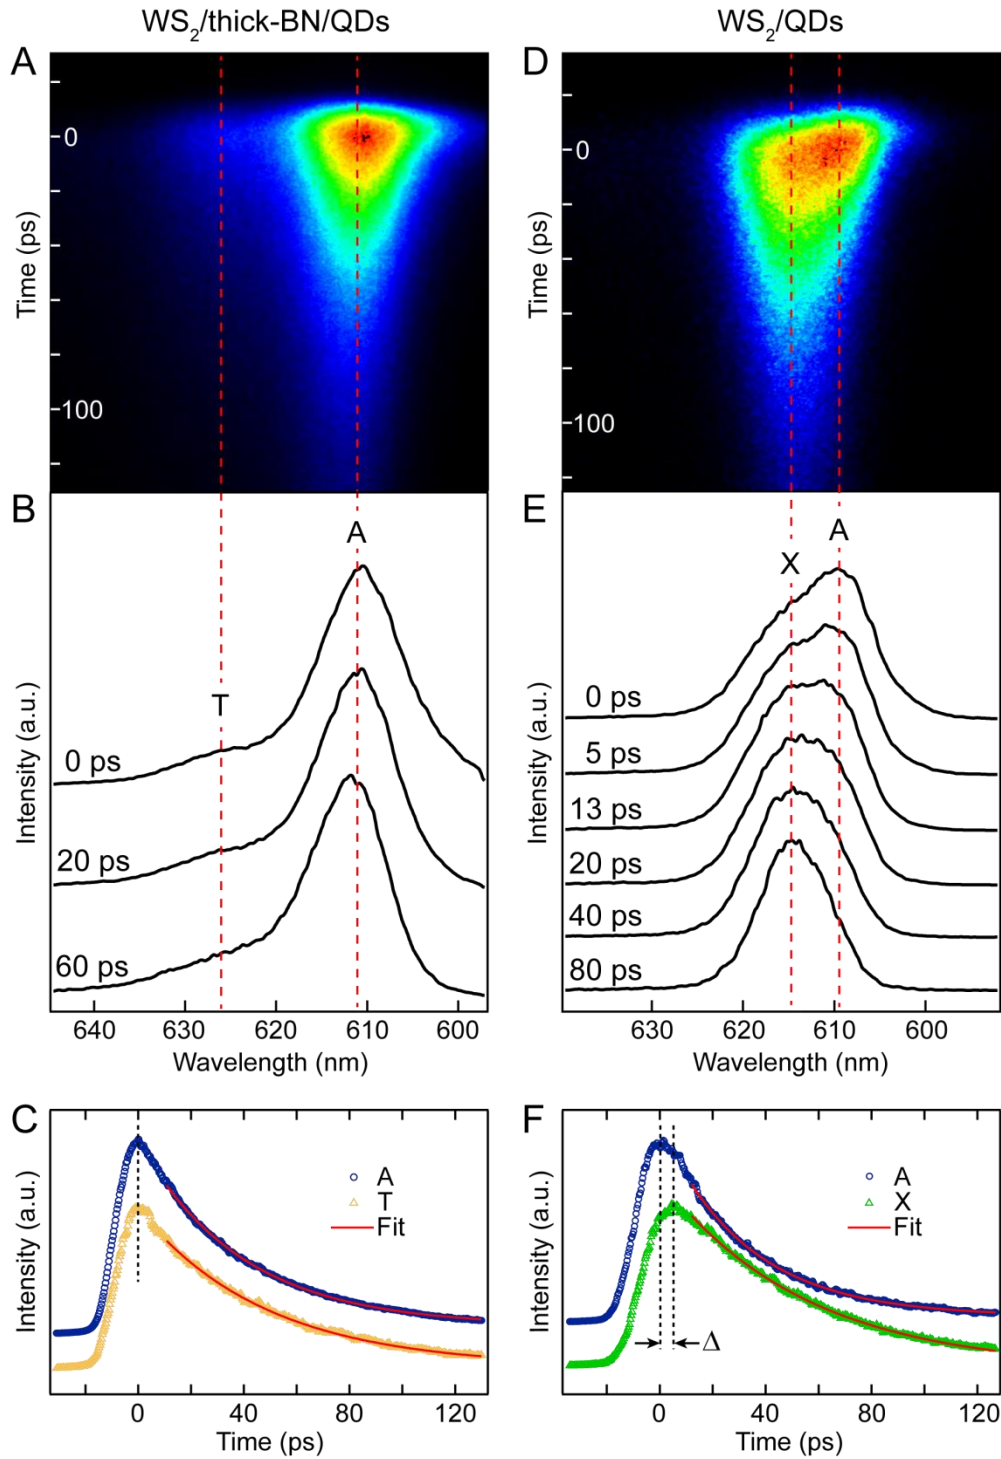 WS2/thick-BN/QDs
A
0
100
Time (ps)
B
A
T
0 ps
20 ps
60 ps
Intensity (a.u.)
640 630 620 610 600
Wavelength (nm)
C
A
T
Fit
Intensity (a.u.)
0 40 80 120
Time (ps)
WS2/QDs
D
0
100
Time (ps)
E
A
X
0 ps
5 ps
13 ps
20 ps
40 ps
80 ps
Intensity (a.u.)
630 620 610 600
Wavelength (nm)
F
A
X
Fit
Δ
Intensity (a.u.)
0 40 80 120
Time (ps)